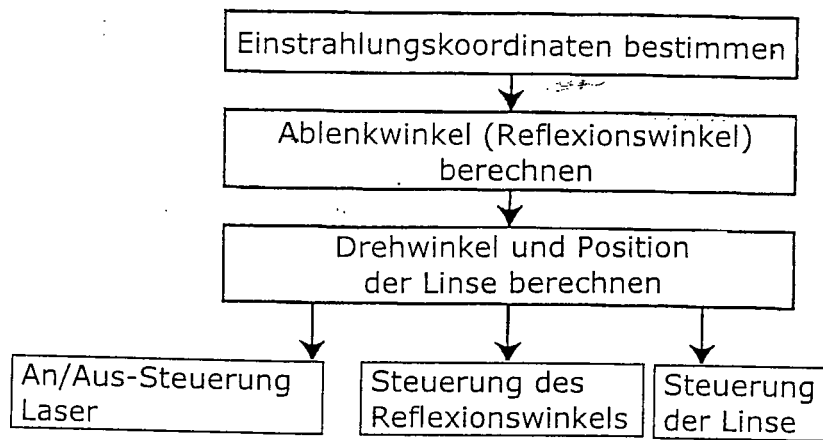 Einstrahlungskoordinaten bestimmen
Ablenkwinkel (Reflexionswinkel)
berechnen
Drehwinkel und Position
der Linse berechnen
An/Aus-Steuerung
Laser
Steuerung des
Reflexionswinkels
Steuerung
der Linse